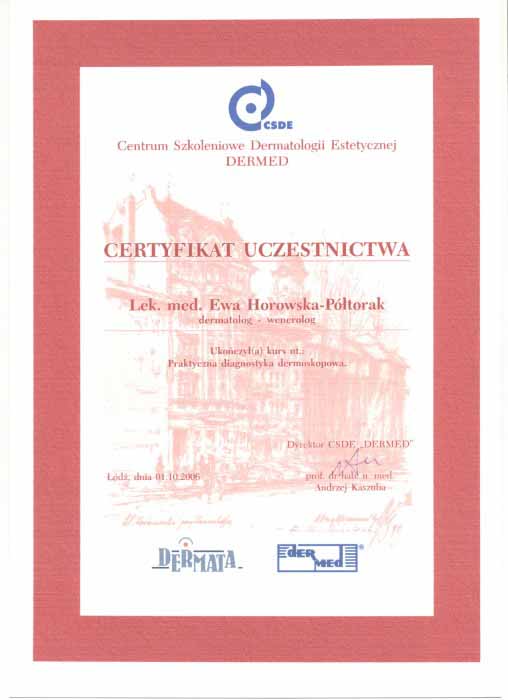 CSDE
Centrum Szkoleniowe Dermatologii Estetycznej
DERMED
CERTYFIKAT UCZESTNICTWA
Lek. med. Ewa Horowska-Półtorak
dermatolog - wenerolog
Ukończył(a) kurs nt.:
Praktyczna diagnostyka dermoskopowa.
Dyrektor CSDE „DERMED”
Łódź, dnia 01.10.2006
prof. dr hab. n. med.
Andrzej Kaszuba
DERMATA
der med ®